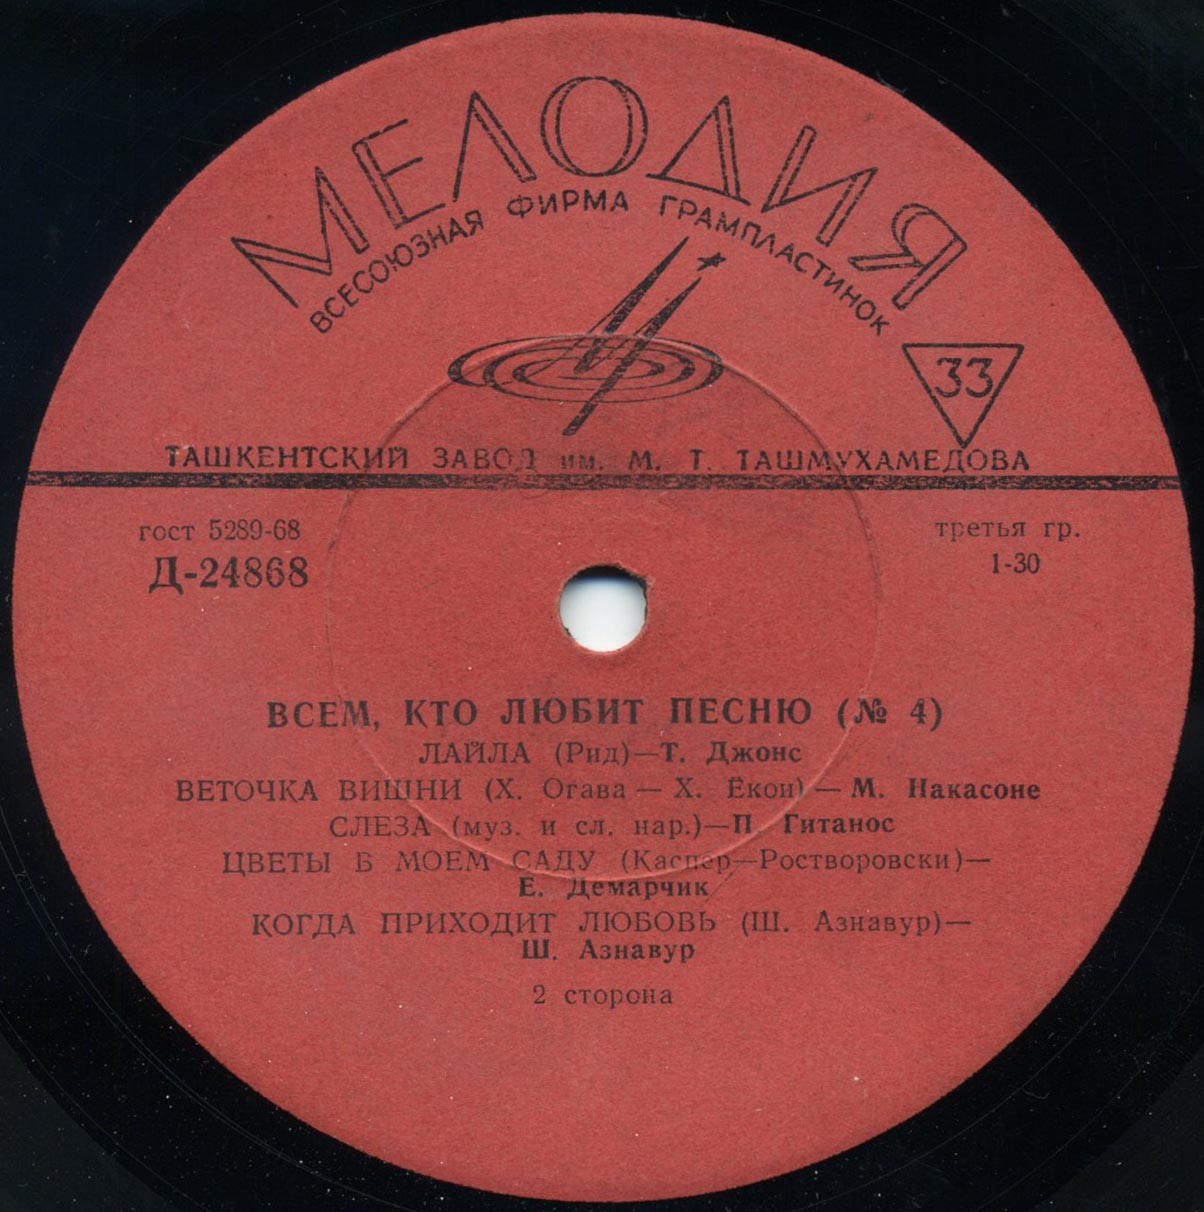 МЕЛОДИЯ
ВСЕСОЮЗНАЯ ФИРМА ГРАМПЛАСТИНОК
33
ТАШКЕНТСКИЙ ЗАВОД им. М. Т. ТАШМУХАМЕДОВА
гост 5289-68
третья гр.
Д-24868
1-30
ВСЕМ, КТО ЛЮБИТ ПЕСНЮ (№ 4)
ЛАЙЛА (Рид)—Т. Джонс
ВЕТОЧКА ВИШНИ (Х. Огава — Х. Ёкои) — М. Накасоне
СЛЕЗА (муз. и сл. нар.)—П. Гитанос
ЦВЕТЫ В МОЕМ САДУ (Каспер—Ростворовски)—
Е. Демарчик
КОГДА ПРИХОДИТ ЛЮБОВЬ (Ш. Азнавур)—
Ш. Азнавур
2 сторона